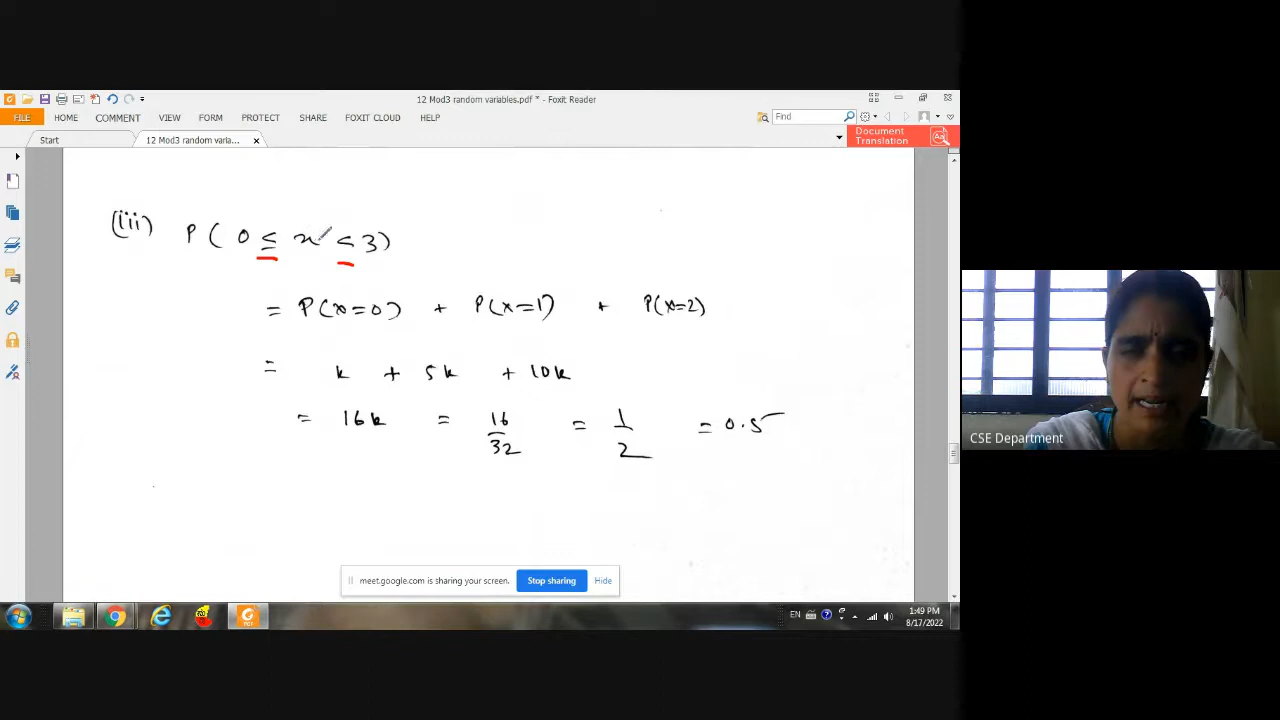 12 Mod3 random variables.pdf * - Foxit Reader
FILE HOME COMMENT VIEW FORM PROTECT SHARE FOXIT CLOUD HELP
Find
Start
12 Mod3 random varia...
Document Translation
(iii) P( 0 ≤ x < 3)
= P(x=0) + P(x=1) + P(x=2)
= k + 5k + 10k
= 16k = 16/32 = 1/2 = 0.5
CSE Department
meet.google.com is sharing your screen. Stop sharing Hide
EN
1:49 PM
8/17/2022